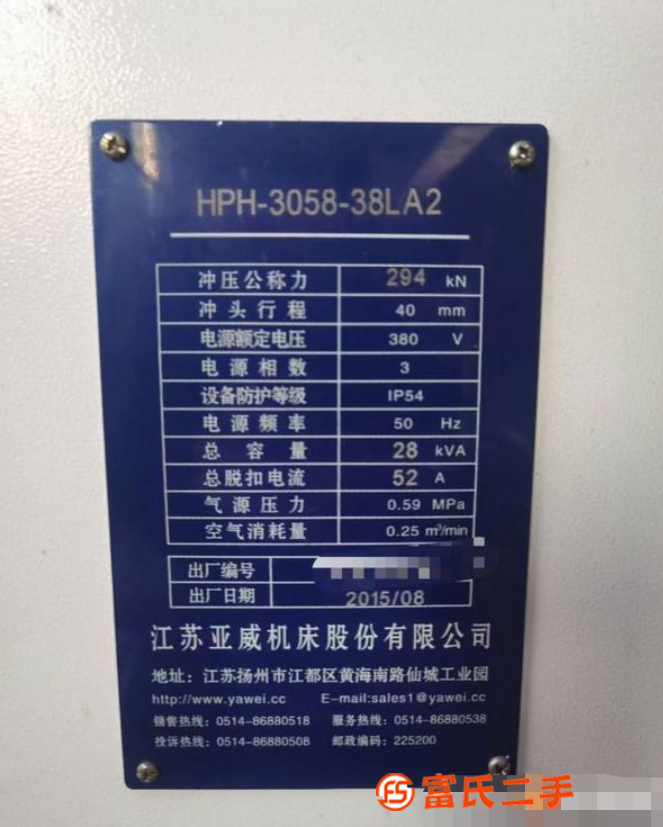 HPH-3058-38LA2
冲压公称力 294 kN
冲头行程 40 mm
电源额定电压 380 V
电源相数 3
设备防护等级 IP54
电源频率 50 Hz
总容量 28 kVA
总脱扣电流 52 A
气源压力 0.59 MPa
空气消耗量 0.25 m³/min
出厂编号
出厂日期 2015/08
江苏亚威机床股份有限公司
地址：江苏扬州市江都区黄海南路仙城工业园
http://www.yawei.cc E-mail:sales1@yawei.cc
销售热线：0514-86880518 服务热线：0514-86880538
投诉热线：0514-86880508 邮政编码：225200
富氏二手